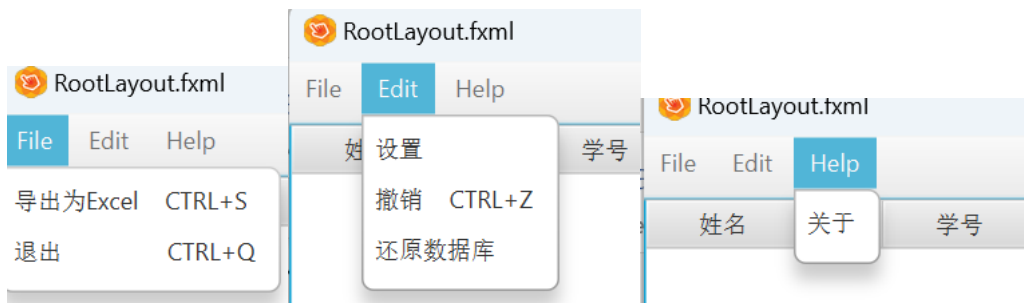 RootLayout.fxml
File Edit Help
导出为Excel CTRL+S
退出 CTRL+Q
RootLayout.fxml
File Edit Help
学号
设置
撤销 CTRL+Z
还原数据库
RootLayout.fxml
File Edit Help
姓名 学号
关于